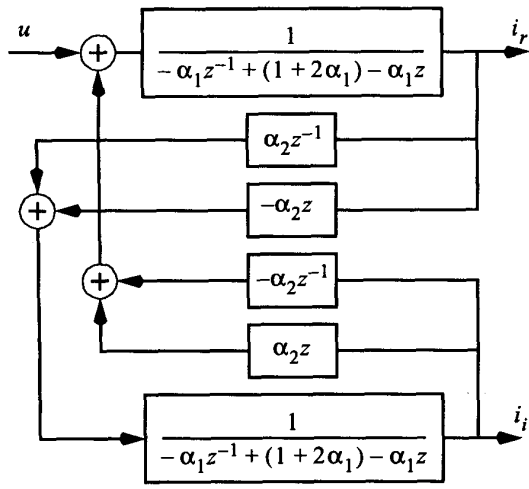 u
+
1
-α₁z⁻¹ + (1 + 2α₁) - α₁z
iᵣ
α₂z⁻¹
+
-α₂z
+
-α₂z⁻¹
α₂z
1
-α₁z⁻¹ + (1 + 2α₁) - α₁z
iᵢ